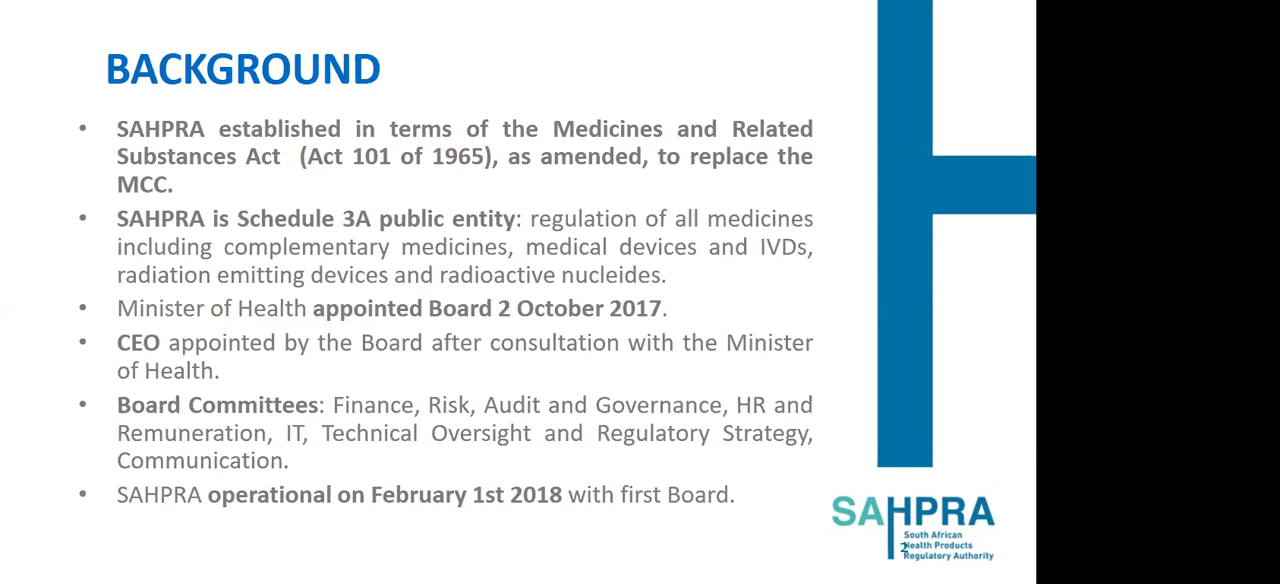 BACKGROUND
• SAHPRA established in terms of the Medicines and Related
Substances Act (Act 101 of 1965), as amended, to replace the
MCC.
• SAHPRA is Schedule 3A public entity: regulation of all medicines
including complementary medicines, medical devices and IVDs,
radiation emitting devices and radioactive nucleides.
• Minister of Health appointed Board 2 October 2017.
• CEO appointed by the Board after consultation with the Minister
of Health.
• Board Committees: Finance, Risk, Audit and Governance, HR and
Remuneration, IT, Technical Oversight and Regulatory Strategy,
Communication.
• SAHPRA operational on February 1st 2018 with first Board.
SAHPRA
South African
Health Products
Regulatory Authority
2